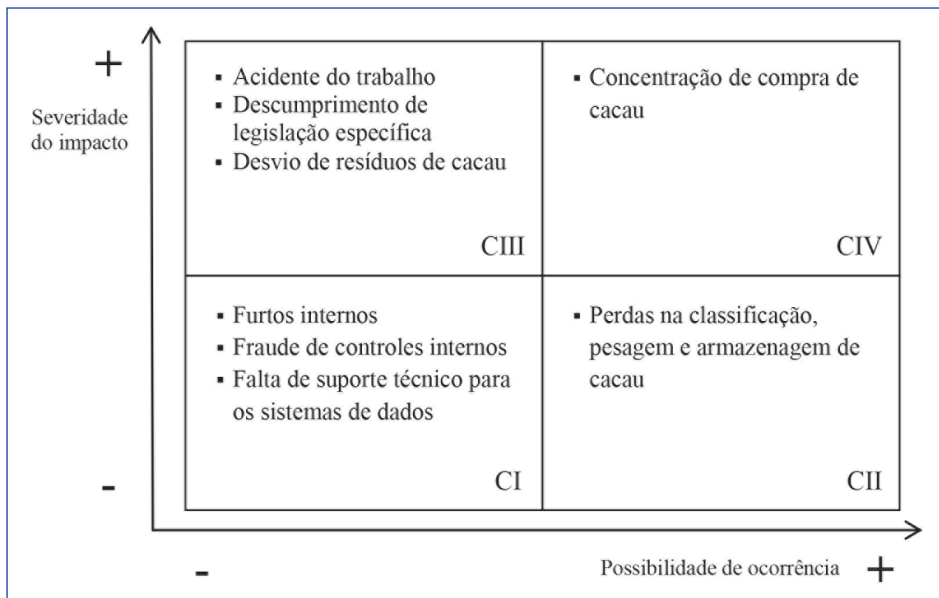 +
Severidade
do impacto
▪ Acidente do trabalho
▪ Descumprimento de
legislação específica
▪ Desvio de resíduos de cacau
CIII
▪ Concentração de compra de
cacau
CIV
▪ Furtos internos
▪ Fraude de controles internos
▪ Falta de suporte técnico para
os sistemas de dados
CI
▪ Perdas na classificação,
pesagem e armazenagem de
cacau
CII
-
-
Possibilidade de ocorrência +